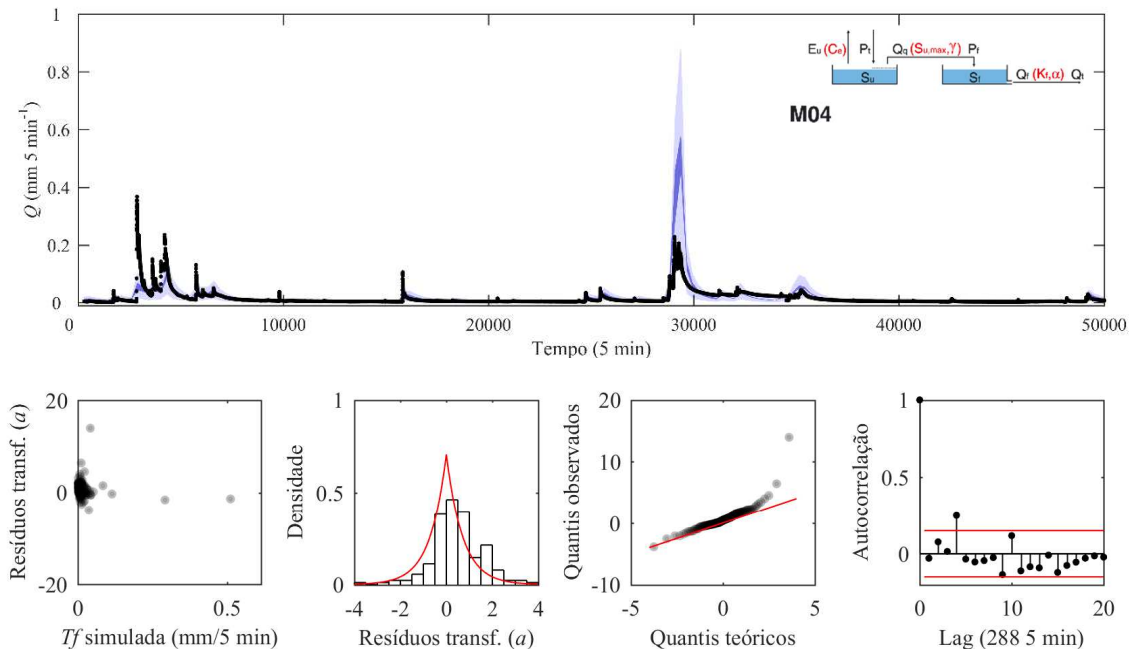 1
0.8
0.6
0.4
0.2
0
Q (mm 5 min⁻¹)
0 10000 20000 30000 40000 50000
Tempo (5 min)
Eu (Ce) Pt Qq (Su,max,γ) Pf
Su Sf Qf (Kf,α) Qt
M04
20
0
-20
Resíduos transf. (a)
0 0.5
Tf simulada (mm/5 min)
1
0.5
0
Densidade
-4 -2 0 2 4
Resíduos transf. (a)
20
10
0
-10
Quantis observados
-5 0 5
Quantis teóricos
1
0.5
0
Autocorrelação
0 10 20
Lag (288 5 min)